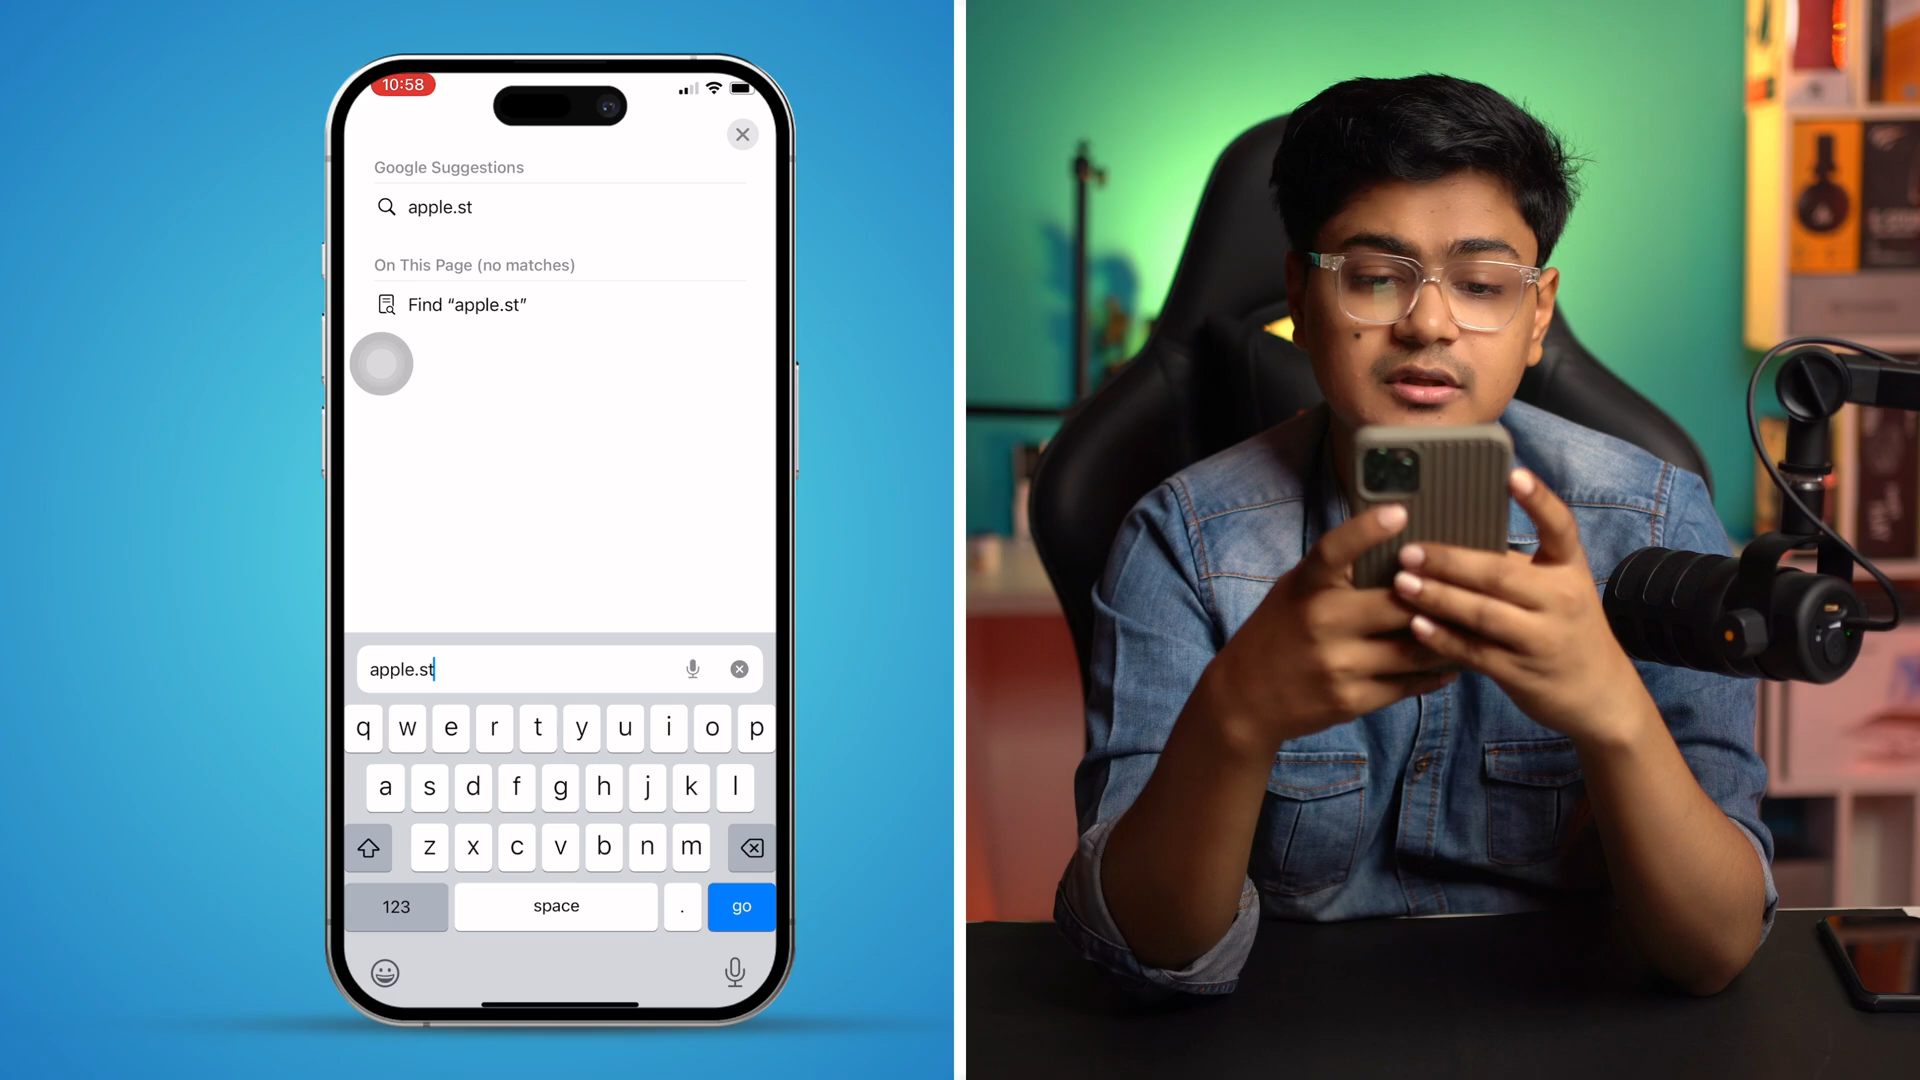 10:58
Google Suggestions
apple.st
On This Page (no matches)
Find “apple.st”
apple.st
q w e r t y u i o p
a s d f g h j k l
z x c v b n m
123 space . go